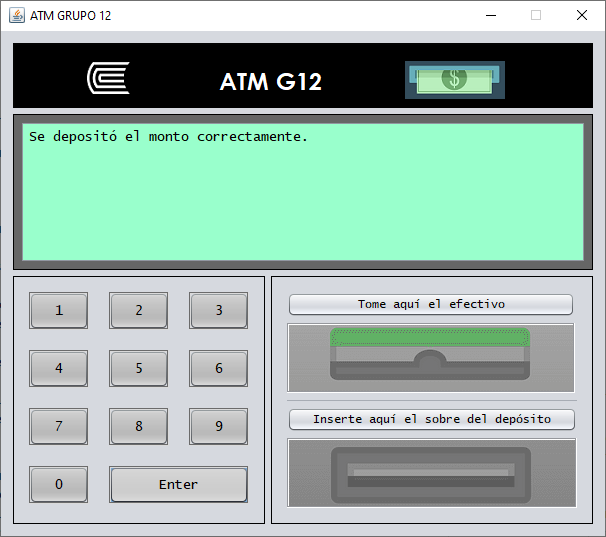 ATM GRUPO 12
ATM G12
$
Se depositó el monto correctamente.
1 2 3
4 5 6
7 8 9
0 Enter
Tome aquí el efectivo
Inserte aquí el sobre del depósito